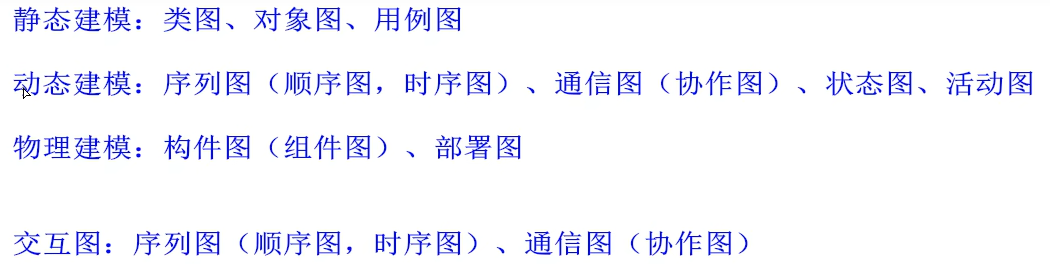 静态建模：类图、对象图、用例图
动态建模：序列图（顺序图，时序图）、通信图（协作图）、状态图、活动图
物理建模：构件图（组件图）、部署图
交互图：序列图（顺序图，时序图）、通信图（协作图）